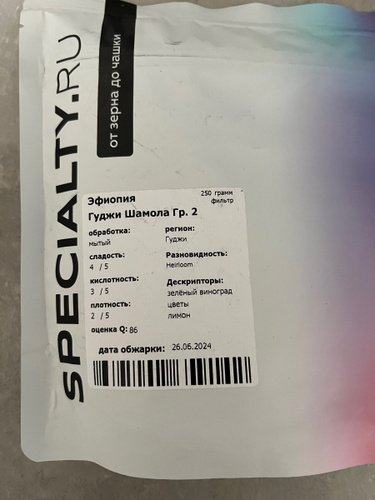 SPECIALTY.RU
от зерна до чашки
Эфиопия
Гуджи Шамола Гр. 2
250 грамм
фильтр
обработка:
мытый
регион:
Гуджи
сладость:
4 / 5
Разновидность:
Heirloom
кислотность:
3 / 5
Дескрипторы:
зелёный виноград
цветы
лимон
плотность:
2 / 5
оценка Q: 86
дата обжарки: 26.06.2024